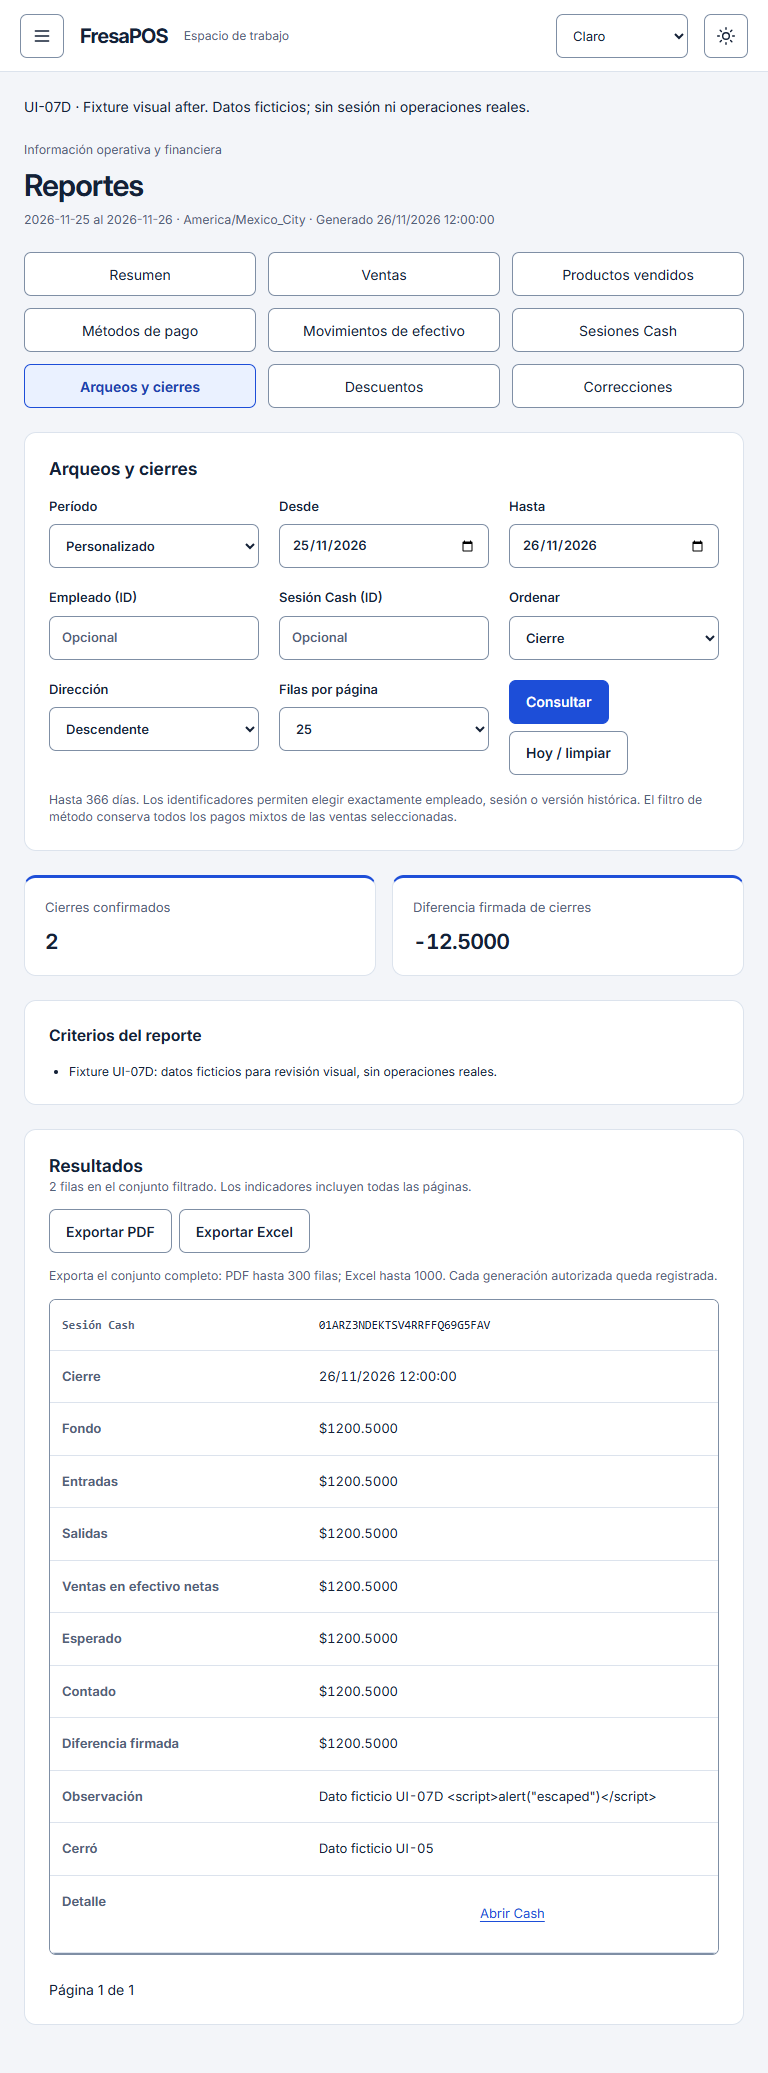 FresaPOS
Espacio de trabajo
Claro
UI-07D · Fixture visual after. Datos ficticios; sin sesión ni operaciones reales.
Información operativa y financiera
Reportes
2026-11-25 al 2026-11-26 · America/Mexico_City · Generado 26/11/2026 12:00:00
Resumen
Ventas
Productos vendidos
Métodos de pago
Movimientos de efectivo
Sesiones Cash
Arqueos y cierres
Descuentos
Correcciones
Arqueos y cierres
Período
Desde
Hasta
Personalizado
25/11/2026
26/11/2026
Empleado (ID)
Sesión Cash (ID)
Ordenar
Opcional
Opcional
Cierre
Dirección
Filas por página
Descendente
25
Consultar
Hoy / limpiar
Hasta 366 días. Los identificadores permiten elegir exactamente empleado, sesión o versión histórica. El filtro de
método conserva todos los pagos mixtos de las ventas seleccionadas.
Cierres confirmados
2
Diferencia firmada de cierres
-12.5000
Criterios del reporte
• Fixture UI-07D: datos ficticios para revisión visual, sin operaciones reales.
Resultados
2 filas en el conjunto filtrado. Los indicadores incluyen todas las páginas.
Exportar PDF
Exportar Excel
Exporta el conjunto completo: PDF hasta 300 filas; Excel hasta 1000. Cada generación autorizada queda registrada.
Sesión Cash 01ARZ3NDEKTSV4RRFFQ69G5FAV
Cierre 26/11/2026 12:00:00
Fondo $1200.5000
Entradas $1200.5000
Salidas $1200.5000
Ventas en efectivo netas $1200.5000
Esperado $1200.5000
Contado $1200.5000
Diferencia firmada $1200.5000
Observación Dato ficticio UI-07D <script>alert("escaped")</script>
Cerró Dato ficticio UI-05
Detalle Abrir Cash
Página 1 de 1